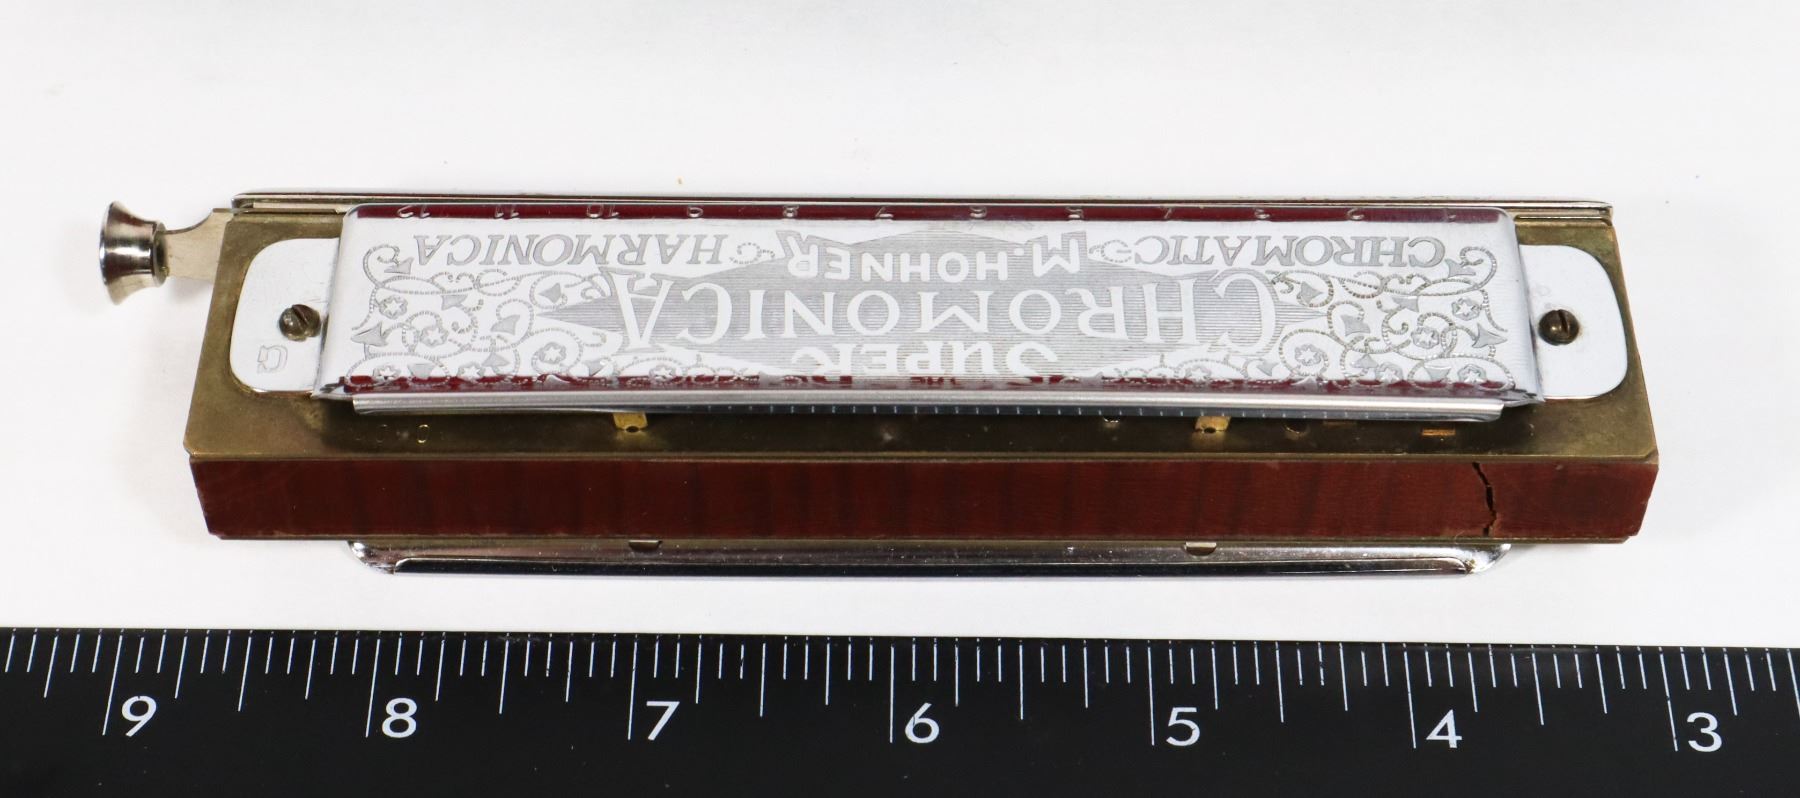 1 2 3 4 5 6 7 8 9 10 11 12
CHROMATIC M. HOHNER HARMONICA
CHROMONICA
SUPER
9 8 7 6 5 4 3